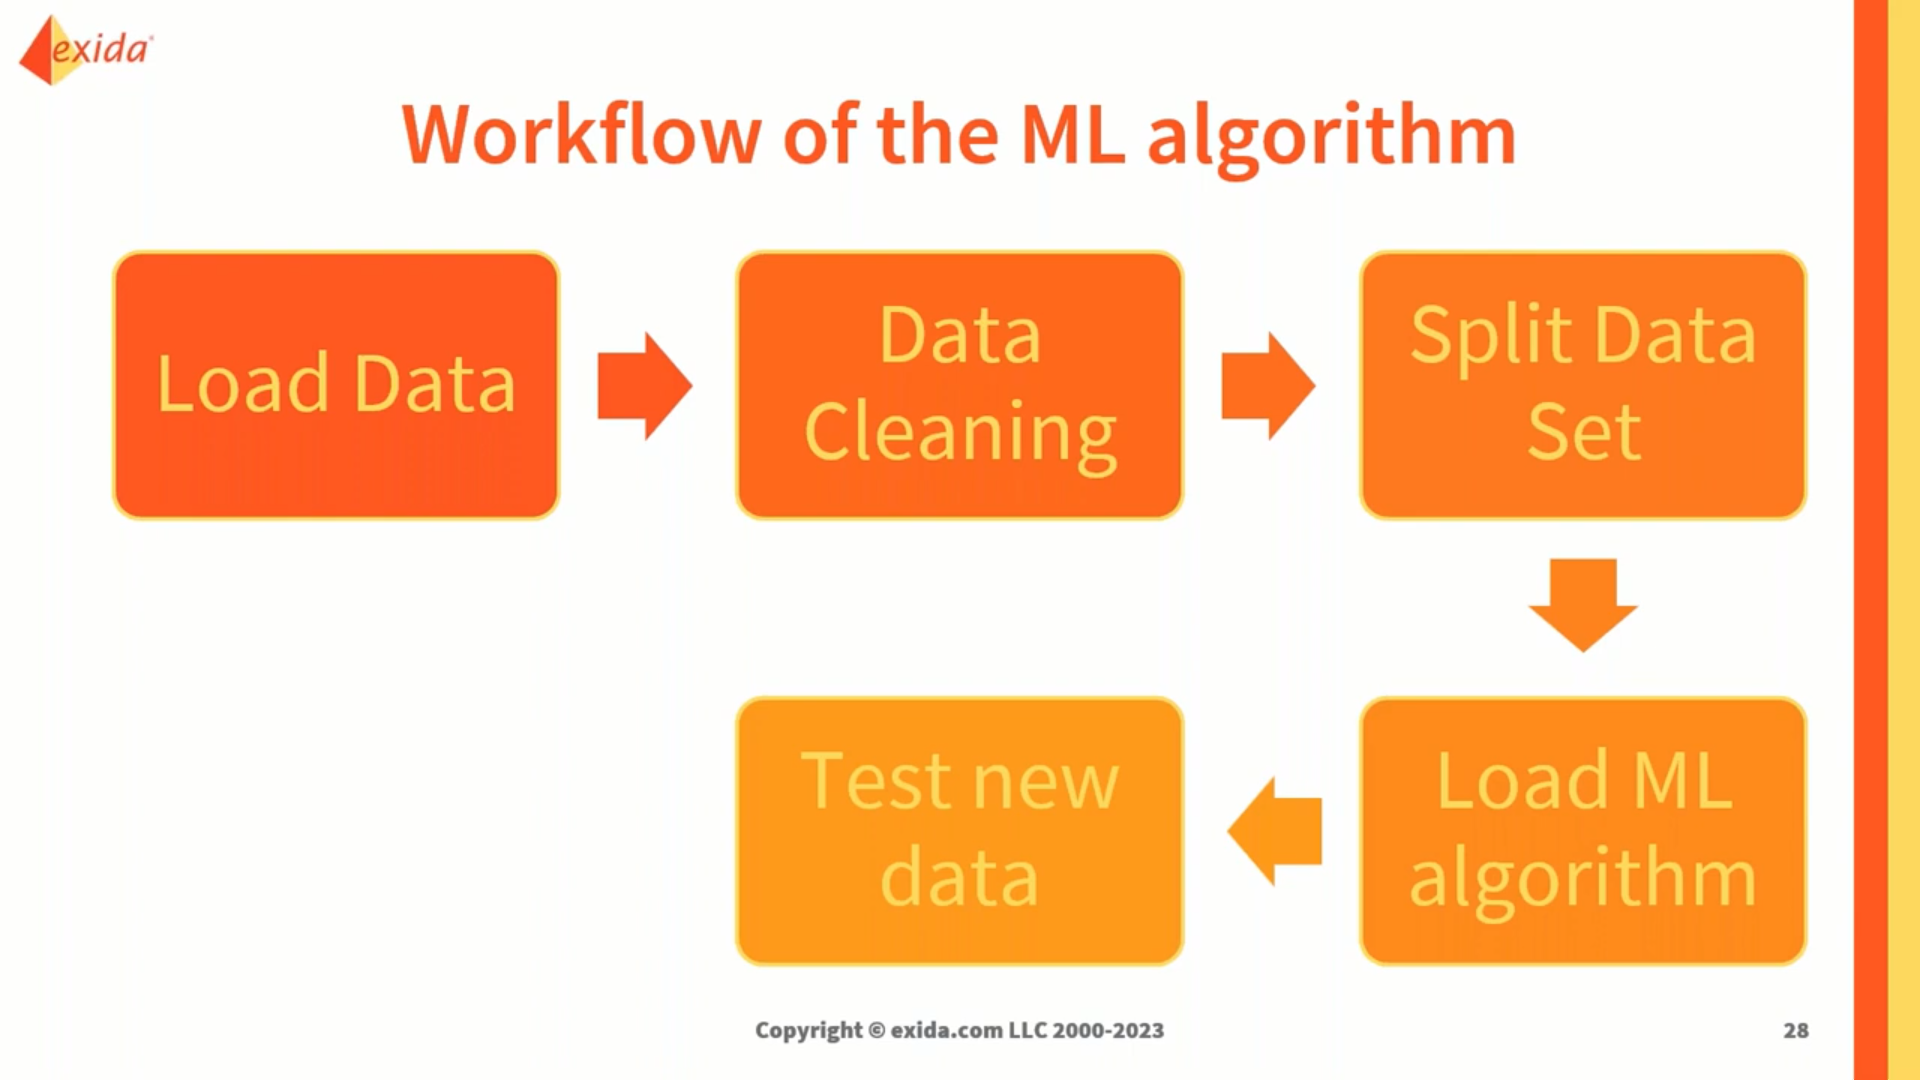 exida
Workflow of the ML algorithm
Load Data
Data
Cleaning
Split Data
Set
Load ML
algorithm
Test new
data
Copyright © exida.com LLC 2000-2023
28